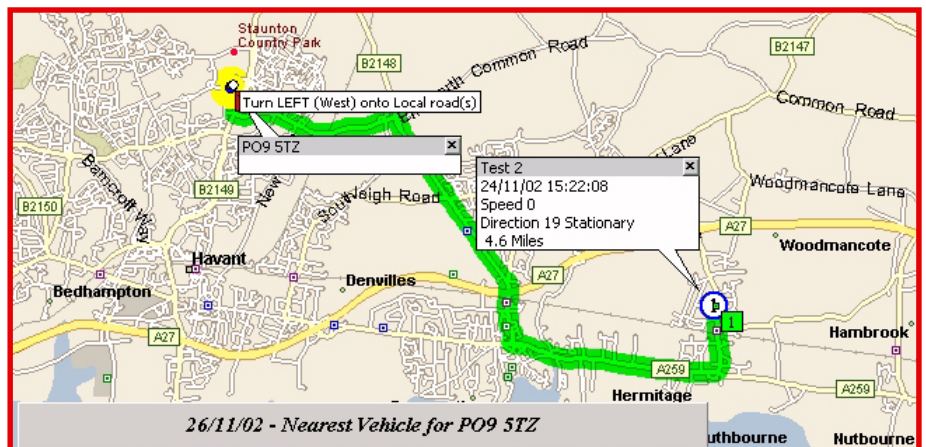 Staunton
Country Park
B2148
B2147
Common Road
Common Road
Turn LEFT (West) onto Local road(s)
PO9 5TZ
Test 2
24/11/02 15:22:08
Speed 0
Direction 19 Stationary
4.6 Miles
Lane
Woodmancote Lane
Barncroft Way
B2149
New
Leigh Road
B2150
A27
Woodmancote
Havant
Denvilles
A27
Bedhampton
1
1
A27
Hambrook
A259
A259
Hermitage
26/11/02 - Nearest Vehicle for PO9 5TZ
uthbourne
Nutbourne